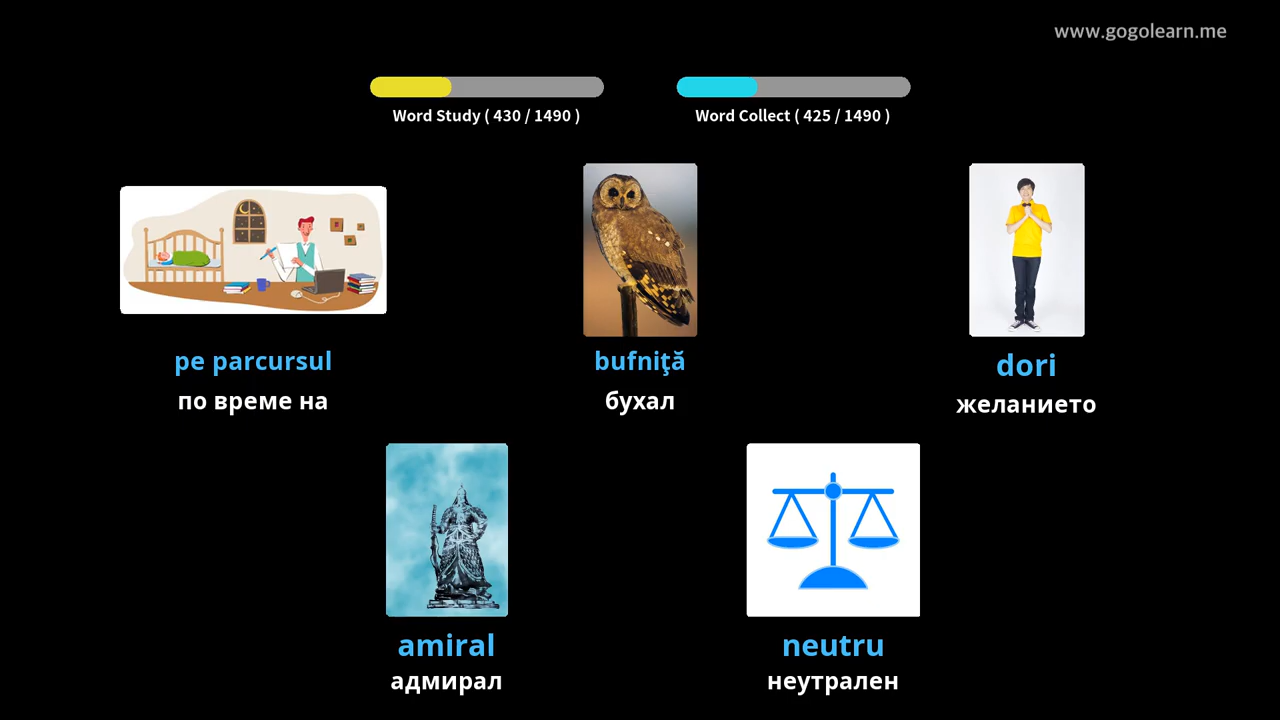 www.gogolearn.me
Word Study ( 430 / 1490 )
Word Collect ( 425 / 1490 )
pe parcursul
по време на
bufniţă
бухал
dori
желанието
amiral
адмирал
neutru
неутрален